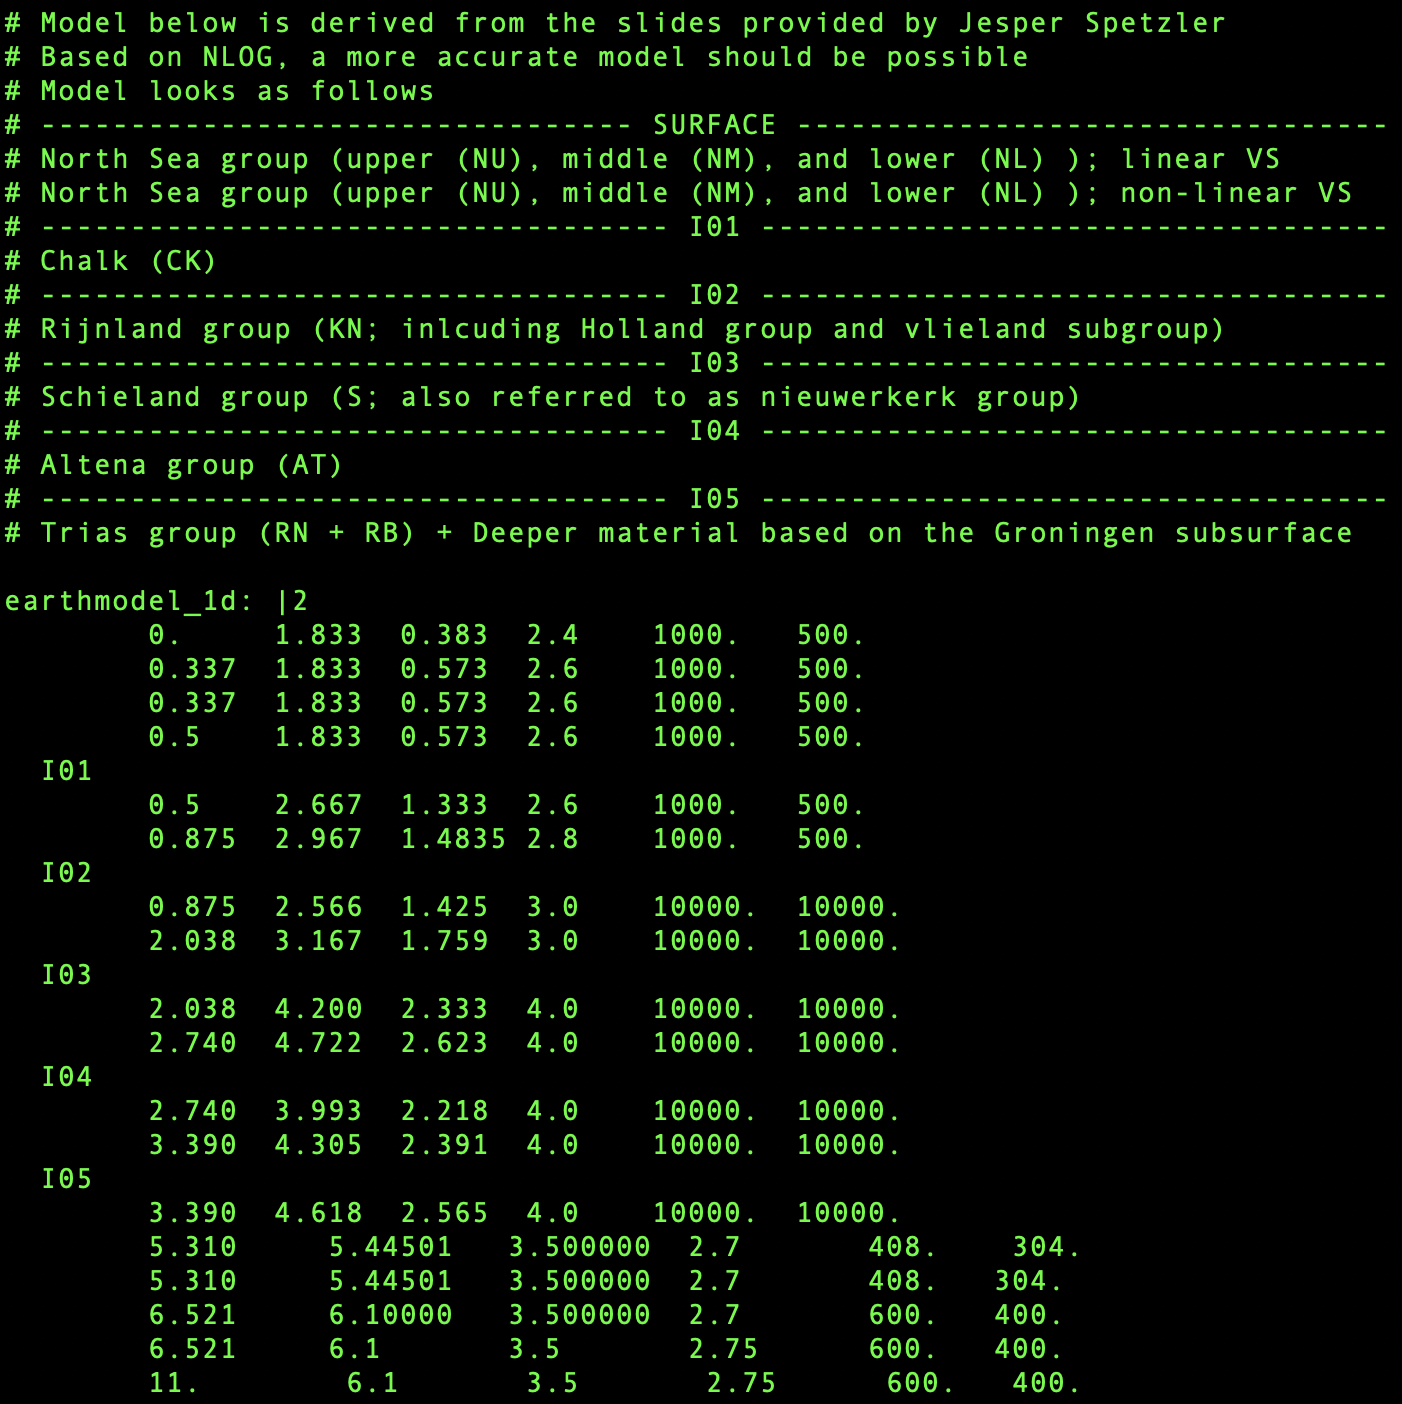 # Model below is derived from the slides provided by Jesper Spetzler
# Based on NLOG, a more accurate model should be possible
# Model looks as follows
# --------------------------------- SURFACE ---------------------------------
# North Sea group (upper (NU), middle (NM), and lower (NL) ); linear VS
# North Sea group (upper (NU), middle (NM), and lower (NL) ); non-linear VS
# ----------------------------------- I01 -----------------------------------
# Chalk (CK)
# ----------------------------------- I02 -----------------------------------
# Rijnland group (KN; inlcuding Holland group and vlieland subgroup)
# ----------------------------------- I03 -----------------------------------
# Schieland group (S; also referred to as nieuwerkerk group)
# ----------------------------------- I04 -----------------------------------
# Altena group (AT)
# ----------------------------------- I05 -----------------------------------
# Trias group (RN + RB) + Deeper material based on the Groningen subsurface

earthmodel_1d: |2
        0.     1.833  0.383  2.4    1000.   500.
        0.337  1.833  0.573  2.6    1000.   500.
        0.337  1.833  0.573  2.6    1000.   500.
        0.5    1.833  0.573  2.6    1000.   500.
  I01
        0.5    2.667  1.333  2.6    1000.   500.
        0.875  2.967  1.4835 2.8    1000.   500.
  I02
        0.875  2.566  1.425  3.0    10000.  10000.
        2.038  3.167  1.759  3.0    10000.  10000.
  I03
        2.038  4.200  2.333  4.0    10000.  10000.
        2.740  4.722  2.623  4.0    10000.  10000.
  I04
        2.740  3.993  2.218  4.0    10000.  10000.
        3.390  4.305  2.391  4.0    10000.  10000.
  I05
        3.390  4.618  2.565  4.0    10000.  10000.
        5.310     5.44501   3.500000  2.7       408.    304.
        5.310     5.44501   3.500000  2.7       408.   304.
        6.521     6.10000   3.500000  2.7       600.   400.
        6.521     6.1       3.5       2.75      600.   400.
        11.        6.1       3.5       2.75      600.   400.